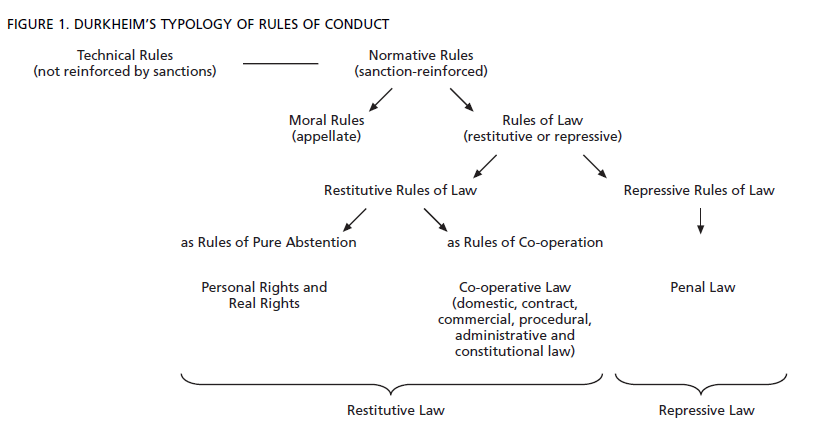 FIGURE 1. DURKHEIM'S TYPOLOGY OF RULES OF CONDUCT
Technical Rules
(not reinforced by sanctions)
Normative Rules
(sanction-reinforced)
Moral Rules
(appellate)
Rules of Law
(restitutive or repressive)
Restitutive Rules of Law
Repressive Rules of Law
as Rules of Pure Abstention
as Rules of Co-operation
Personal Rights and
Real Rights
Co-operative Law
(domestic, contract,
commercial, procedural,
administrative and
constitutional law)
Penal Law
Restitutive Law
Repressive Law